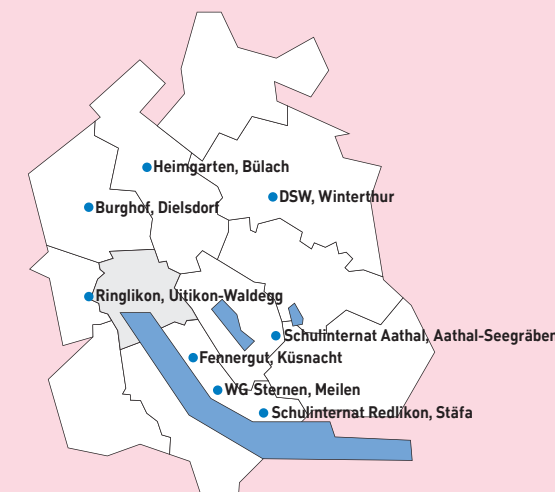 Heimgarten, Bülach
DSW, Winterthur
Burghof, Dielsdorf
Ringlikon, Uitikon-Waldegg
Schulinternat Aathal, Aathal-Seegräben
Fennergut, Küsnacht
WG Sternen, Meilen
Schulinternat Redlikon, Stäfa